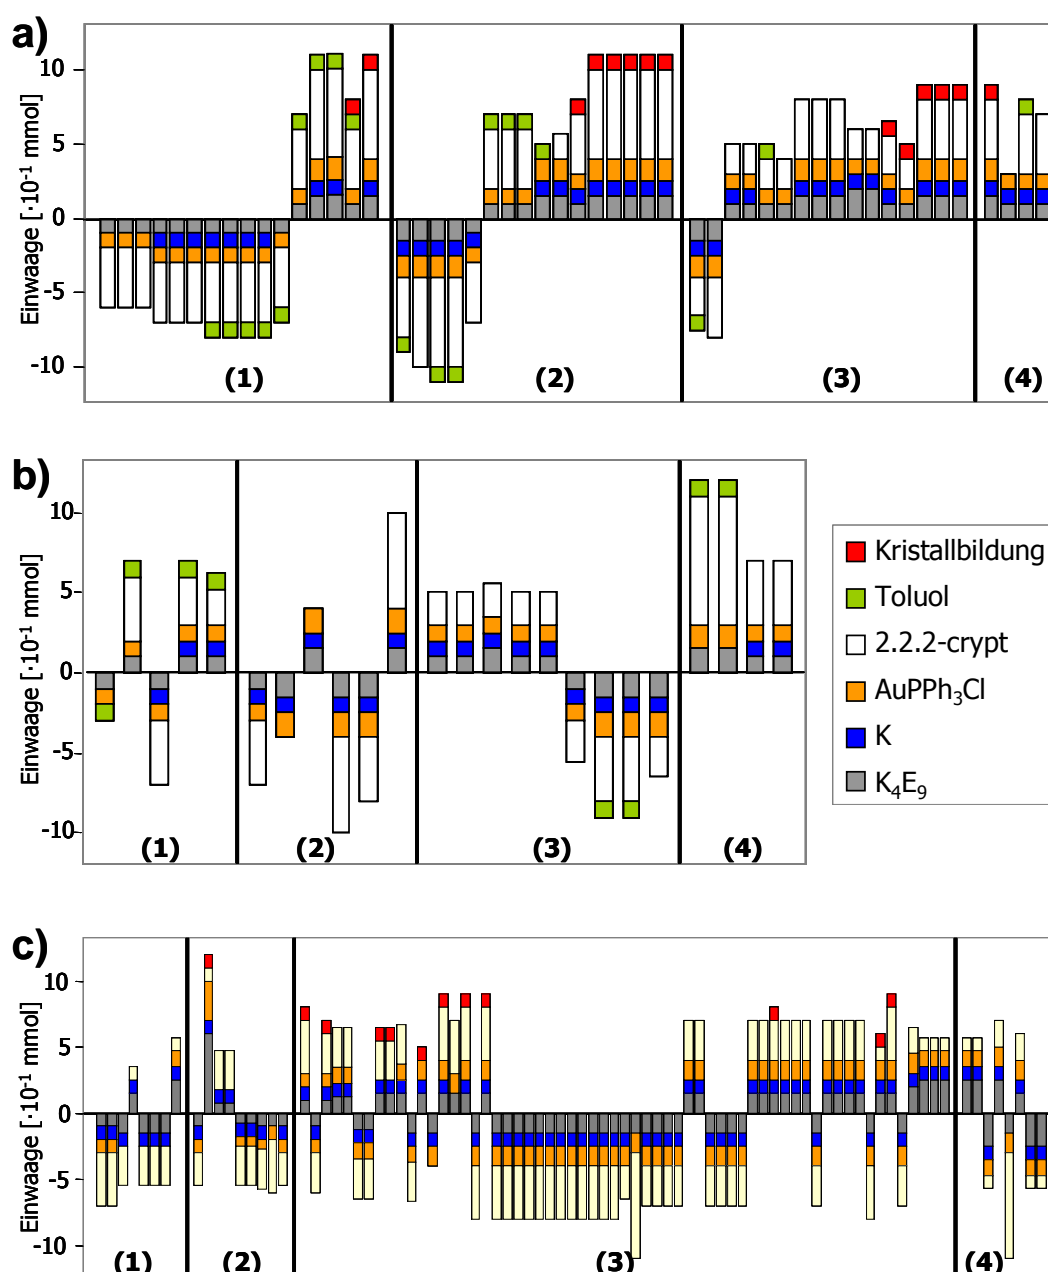 a)
Einwaage [·10⁻¹ mmol]
10
5
0
-5
-10
(1) (2) (3) (4)
b)
Einwaage [·10⁻¹ mmol]
10
5
0
-5
-10
(1) (2) (3) (4)
Kristallbildung
Toluol
2.2.2-crypt
AuPPh₃Cl
K
K₄E₉
c)
Einwaage [·10⁻¹ mmol]
10
5
0
-5
-10
(1) (2) (3) (4)